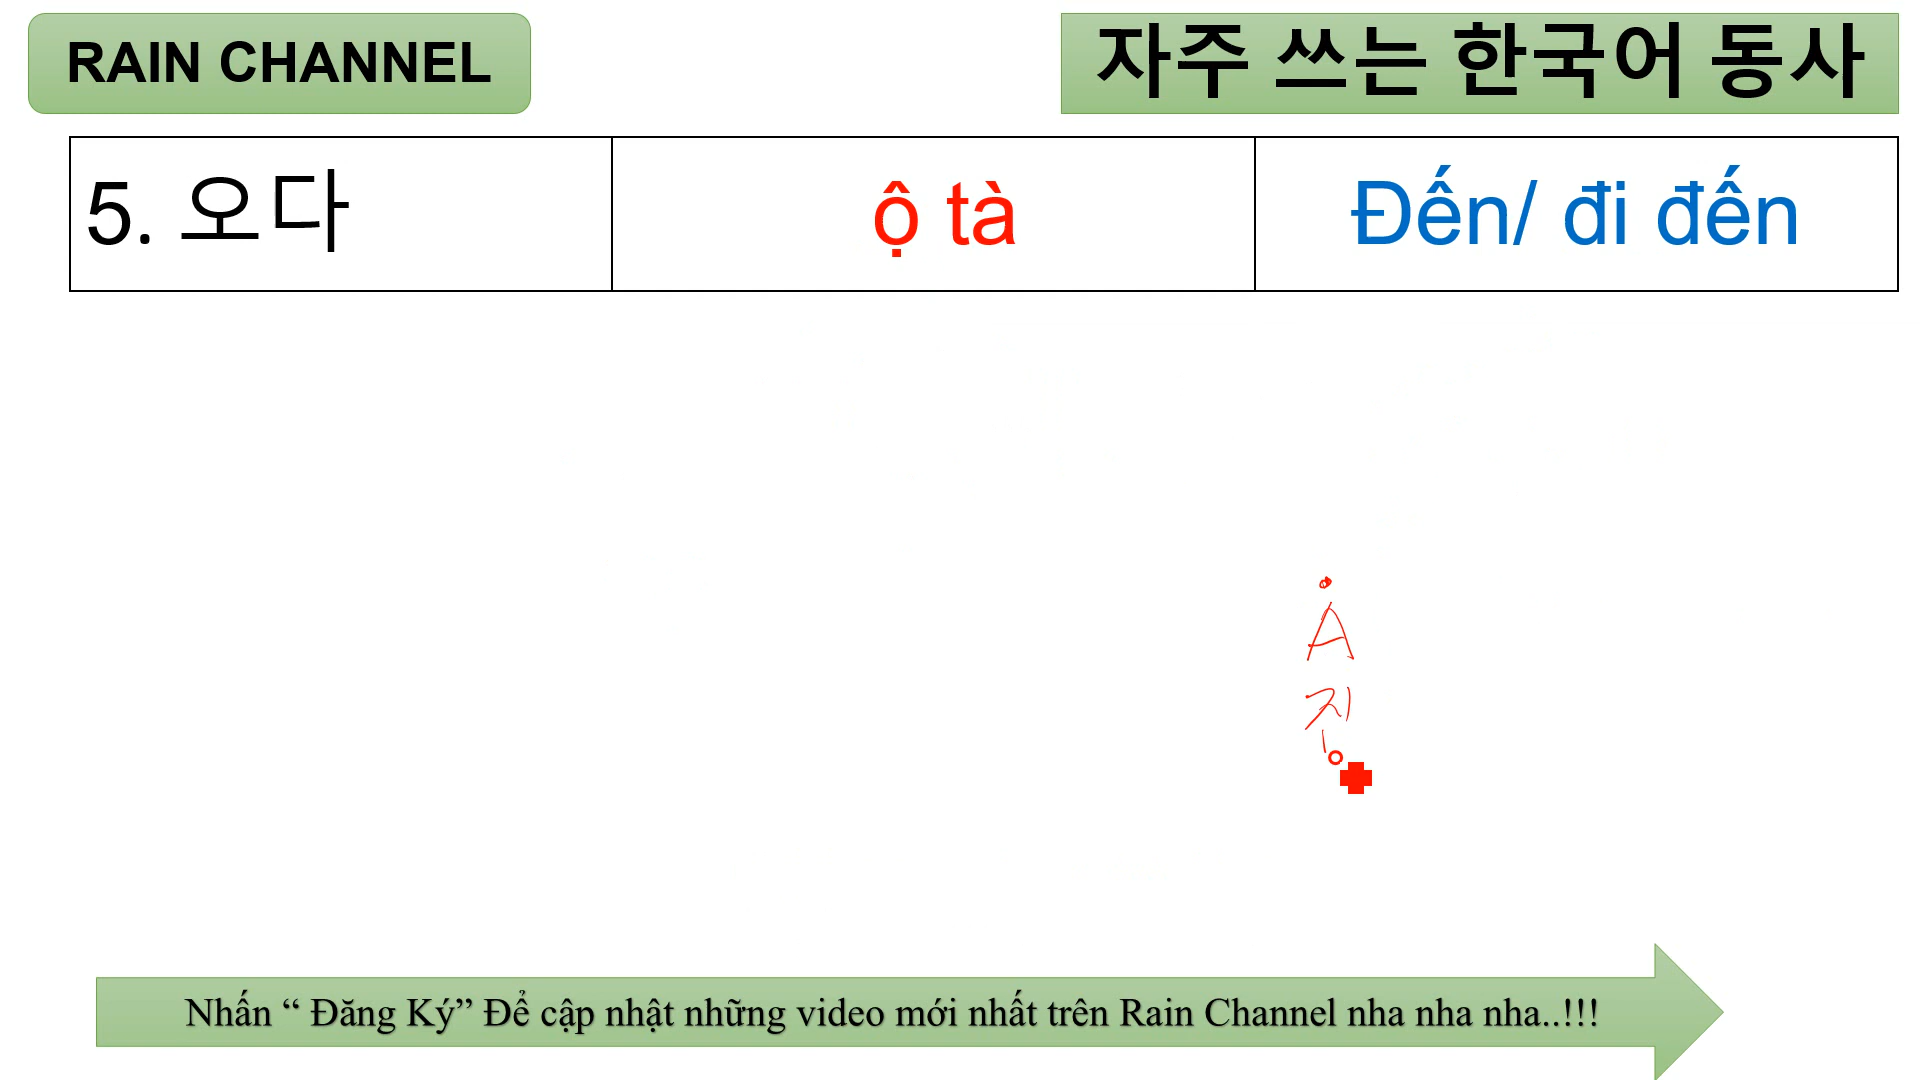 RAIN CHANNEL
자주 쓰는 한국어 동사
5. 오다
ộ tà
Đến/ đi đến
A
지
Nhấn “ Đăng Ký” Để cập nhật những video mới nhất trên Rain Channel nha nha nha..!!!